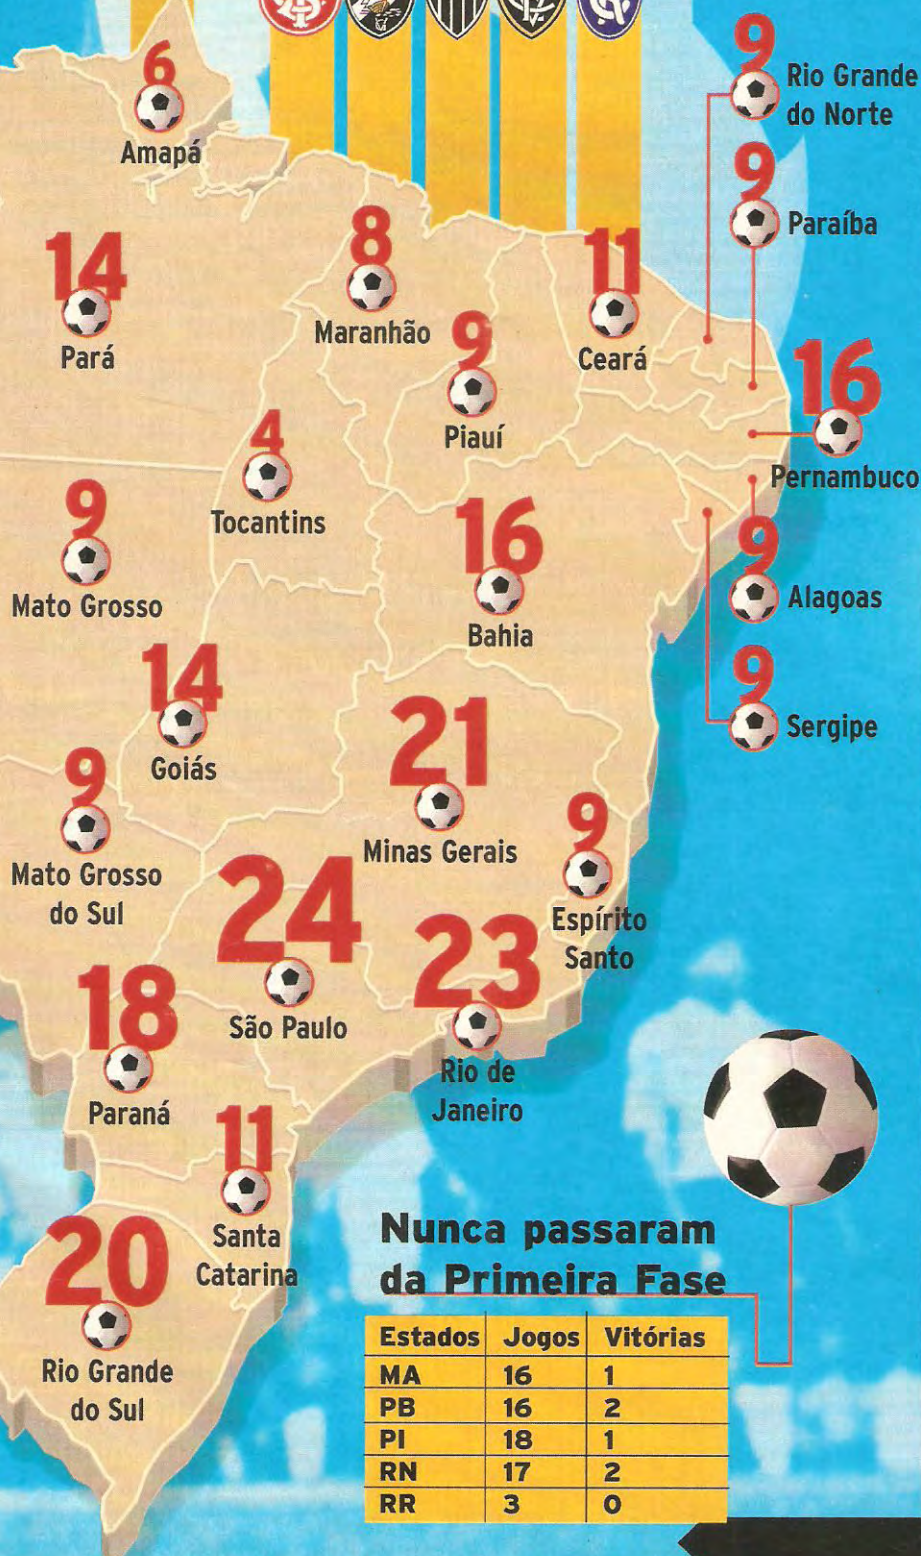 6
Amapá
9
Rio Grande
do Norte
9
Paraíba
14
Pará
8
Maranhão
11
Ceará
9
Piauí
16
Pernambuco
4
Tocantins
9
Mato Grosso
16
Bahia
9
Alagoas
9
Sergipe
14
Goiás
21
Minas Gerais
9
Mato Grosso
do Sul
9
Espírito
Santo
24
São Paulo
23
Rio de
Janeiro
18
Paraná
11
Santa
Catarina
20
Rio Grande
do Sul
Nunca passaram
da Primeira Fase
Estados Jogos Vitórias
MA 16 1
PB 16 2
PI 18 1
RN 17 2
RR 3 0